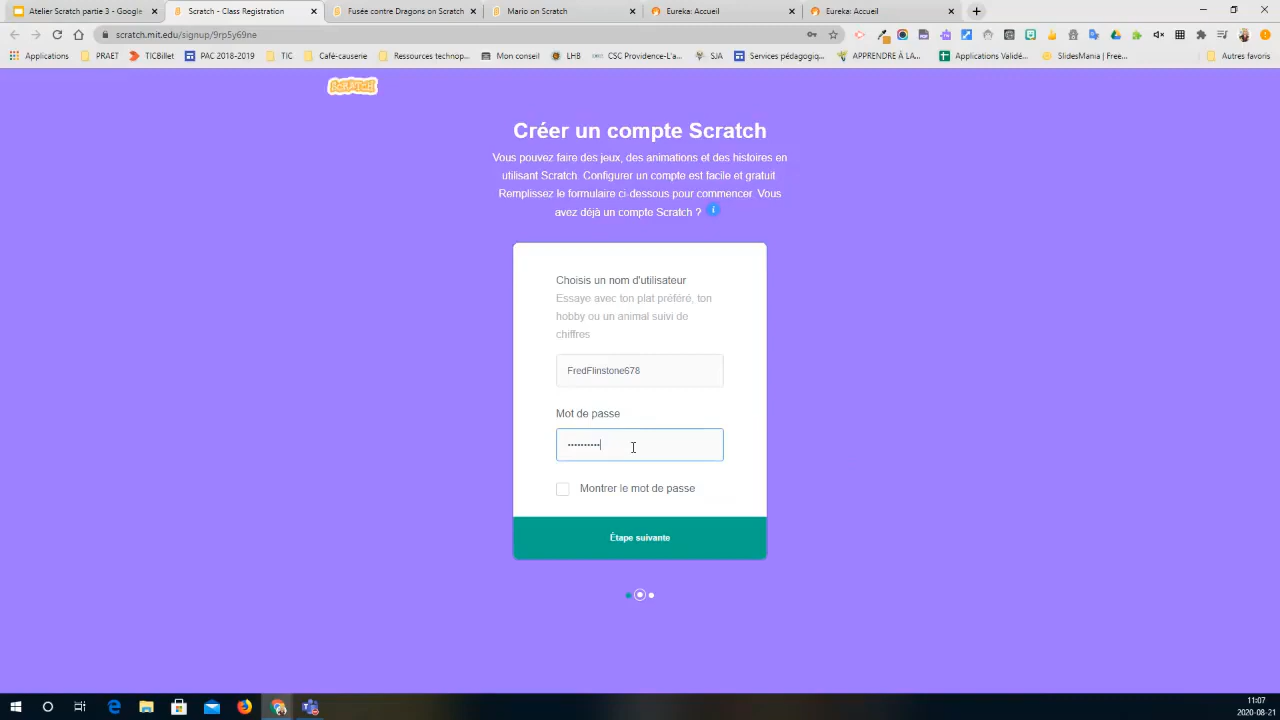 Atelier Scratch partie 3 - Google
Scratch - Class Registration
Fusée contre Dragons on Scratch
Mario on Scratch
Eureka: Accueil
Eureka: Accueil
scratch.mit.edu/signup/9rp5y69ne
Applications
PRAET
TICBillet
PAC 2018-2019
TIC
Café-causerie
Ressources technop...
Mon conseil
LHB
CSC Providence-L'a...
SJA
Services pédagogiq...
APPRENDRE À LA...
Applications Validé...
SlidesMania | Free...
Autres favoris
SCRATCH
Créer un compte Scratch
Vous pouvez faire des jeux, des animations et des histoires en
utilisant Scratch. Configurer un compte est facile et gratuit
Remplissez le formulaire ci-dessous pour commencer. Vous
avez déjà un compte Scratch ?
Choisis un nom d'utilisateur
Essaye avec ton plat préféré, ton
hobby ou un animal suivi de
chiffres
FredFlinstone678
Mot de passe
Montrer le mot de passe
Étape suivante
11:07
2020-08-21